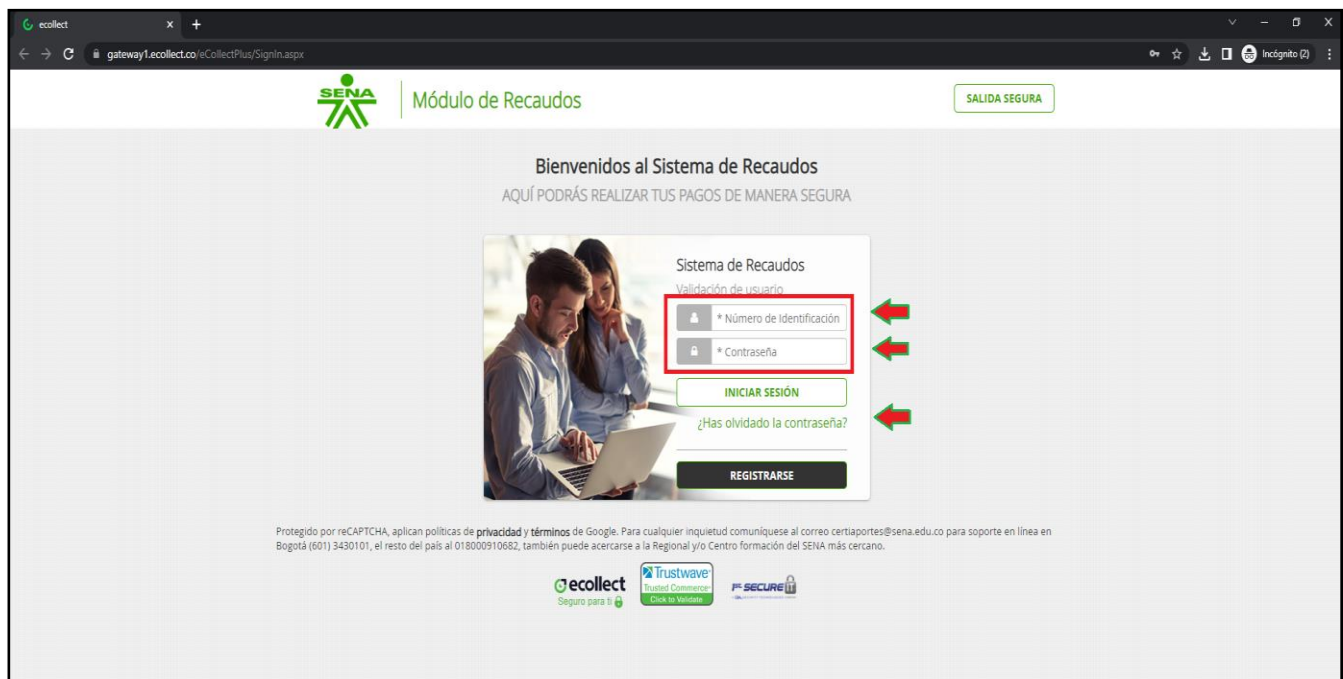 ecollect
gateway1.ecollect.co/eCollectPlus/SignIn.aspx
Incógnito (2)
SENA
Módulo de Recaudos
SALIDA SEGURA
Bienvenidos al Sistema de Recaudos
AQUÍ PODRÁS REALIZAR TUS PAGOS DE MANERA SEGURA
Sistema de Recaudos
Validación de usuario
* Número de Identificación
* Contraseña
INICIAR SESIÓN
¿Has olvidado la contraseña?
REGISTRARSE
Protegido por reCAPTCHA, aplican políticas de privacidad y términos de Google. Para cualquier inquietud comuníquese al correo certiaportes@sena.edu.co para soporte en línea en
Bogotá (601) 3430101, el resto del país al 018000910682, también puede acercarse a la Regional y/o Centro formación del SENA más cercano.
ecollect
Seguro para ti
Trustwave
Trusted Commerce
Click to Validate
SECURE